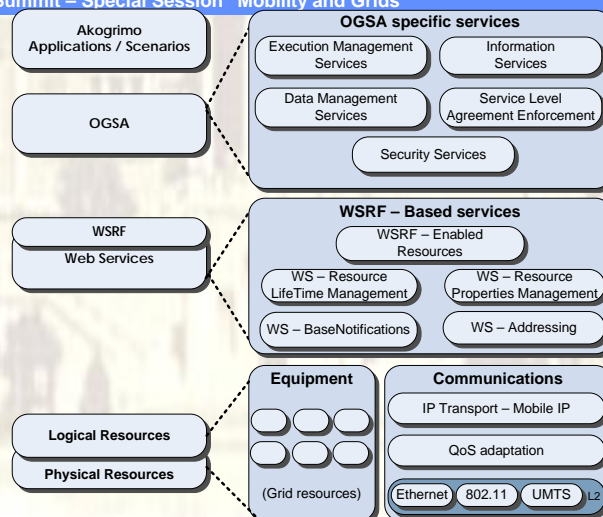 Summit – Special Session "Mobility and Grids"
Akogrimo
Applications / Scenarios
OGSA
OGSA specific services
Execution Management
Services
Information
Services
Data Management
Services
Service Level
Agreement Enforcement
Security Services
WSRF
Web Services
WSRF – Based services
WSRF – Enabled
Resources
WS – Resource
LifeTime Management
WS – Resource
Properties Management
WS – BaseNotifications
WS – Addressing
Logical Resources
Physical Resources
Equipment
(Grid resources)
Communications
IP Transport – Mobile IP
QoS adaptation
Ethernet
802.11
UMTS
L2